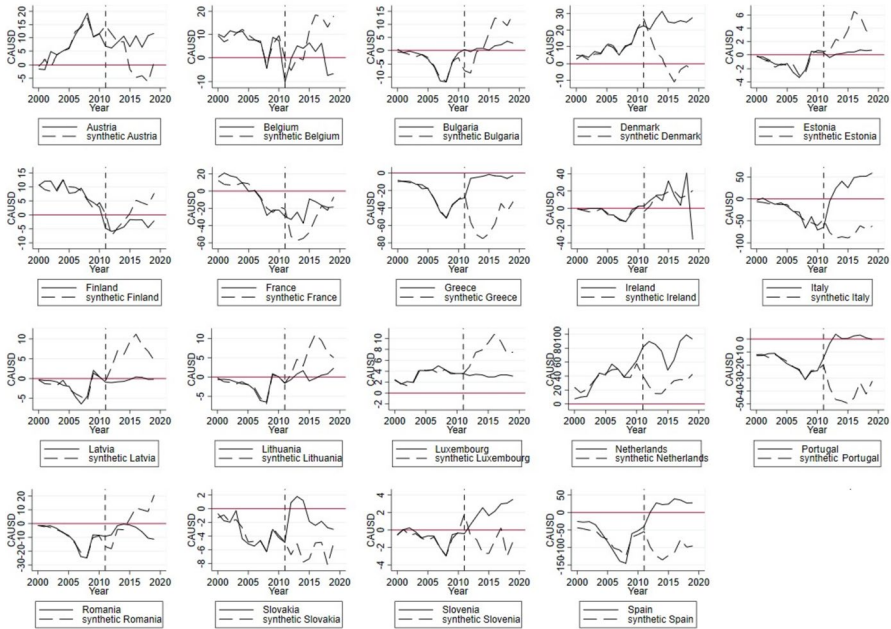 CAUSD
-5 0 5 10 15 20
2000 2005 2010 2015 2020
Year
Austria
synthetic Austria
CAUSD
-10 0 10 20
2000 2005 2010 2015 2020
Year
Belgium
synthetic Belgium
CAUSD
-10 -5 0 5 10 15
2000 2005 2010 2015 2020
Year
Bulgaria
synthetic Bulgaria
CAUSD
-10 0 10 20 30
2000 2005 2010 2015 2020
Year
Denmark
synthetic Denmark
CAUSD
-4 -2 0 2 4 6
2000 2005 2010 2015 2020
Year
Estonia
synthetic Estonia
CAUSD
-10 -5 0 5 10 15
2000 2005 2010 2015 2020
Year
Finland
synthetic Finland
CAUSD
-60 -40 -20 0 20
2000 2005 2010 2015 2020
Year
France
synthetic France
CAUSD
-80 -60 -40 -20 0
2000 2005 2010 2015 2020
Year
Greece
synthetic Greece
CAUSD
-40 -20 0 20 40
2000 2005 2010 2015 2020
Year
Ireland
synthetic Ireland
CAUSD
-100 -50 0 50
2000 2005 2010 2015 2020
Year
Italy
synthetic Italy
CAUSD
-5 0 5 10
2000 2005 2010 2015 2020
Year
Latvia
synthetic Latvia
CAUSD
-5 0 5 10
2000 2005 2010 2015 2020
Year
Lithuania
synthetic Lithuania
CAUSD
-2 0 2 4 6 8 10
2000 2005 2010 2015 2020
Year
Luxembourg
synthetic Luxembourg
CAUSD
0 20 40 60 80 100
2000 2005 2010 2015 2020
Year
Netherlands
synthetic Netherlands
CAUSD
-50 -40 -30 -20 -10 0
2000 2005 2010 2015 2020
Year
Portugal
synthetic Portugal
CAUSD
-30 -20 -10 0 10 20
2000 2005 2010 2015 2020
Year
Romania
synthetic Romania
CAUSD
-8 -6 -4 -2 0 2
2000 2005 2010 2015 2020
Year
Slovakia
synthetic Slovakia
CAUSD
-4 -2 0 2 4
2000 2005 2010 2015 2020
Year
Slovenia
synthetic Slovenia
CAUSD
-150 -100 -50 0 50
2000 2005 2010 2015 2020
Year
Spain
synthetic Spain